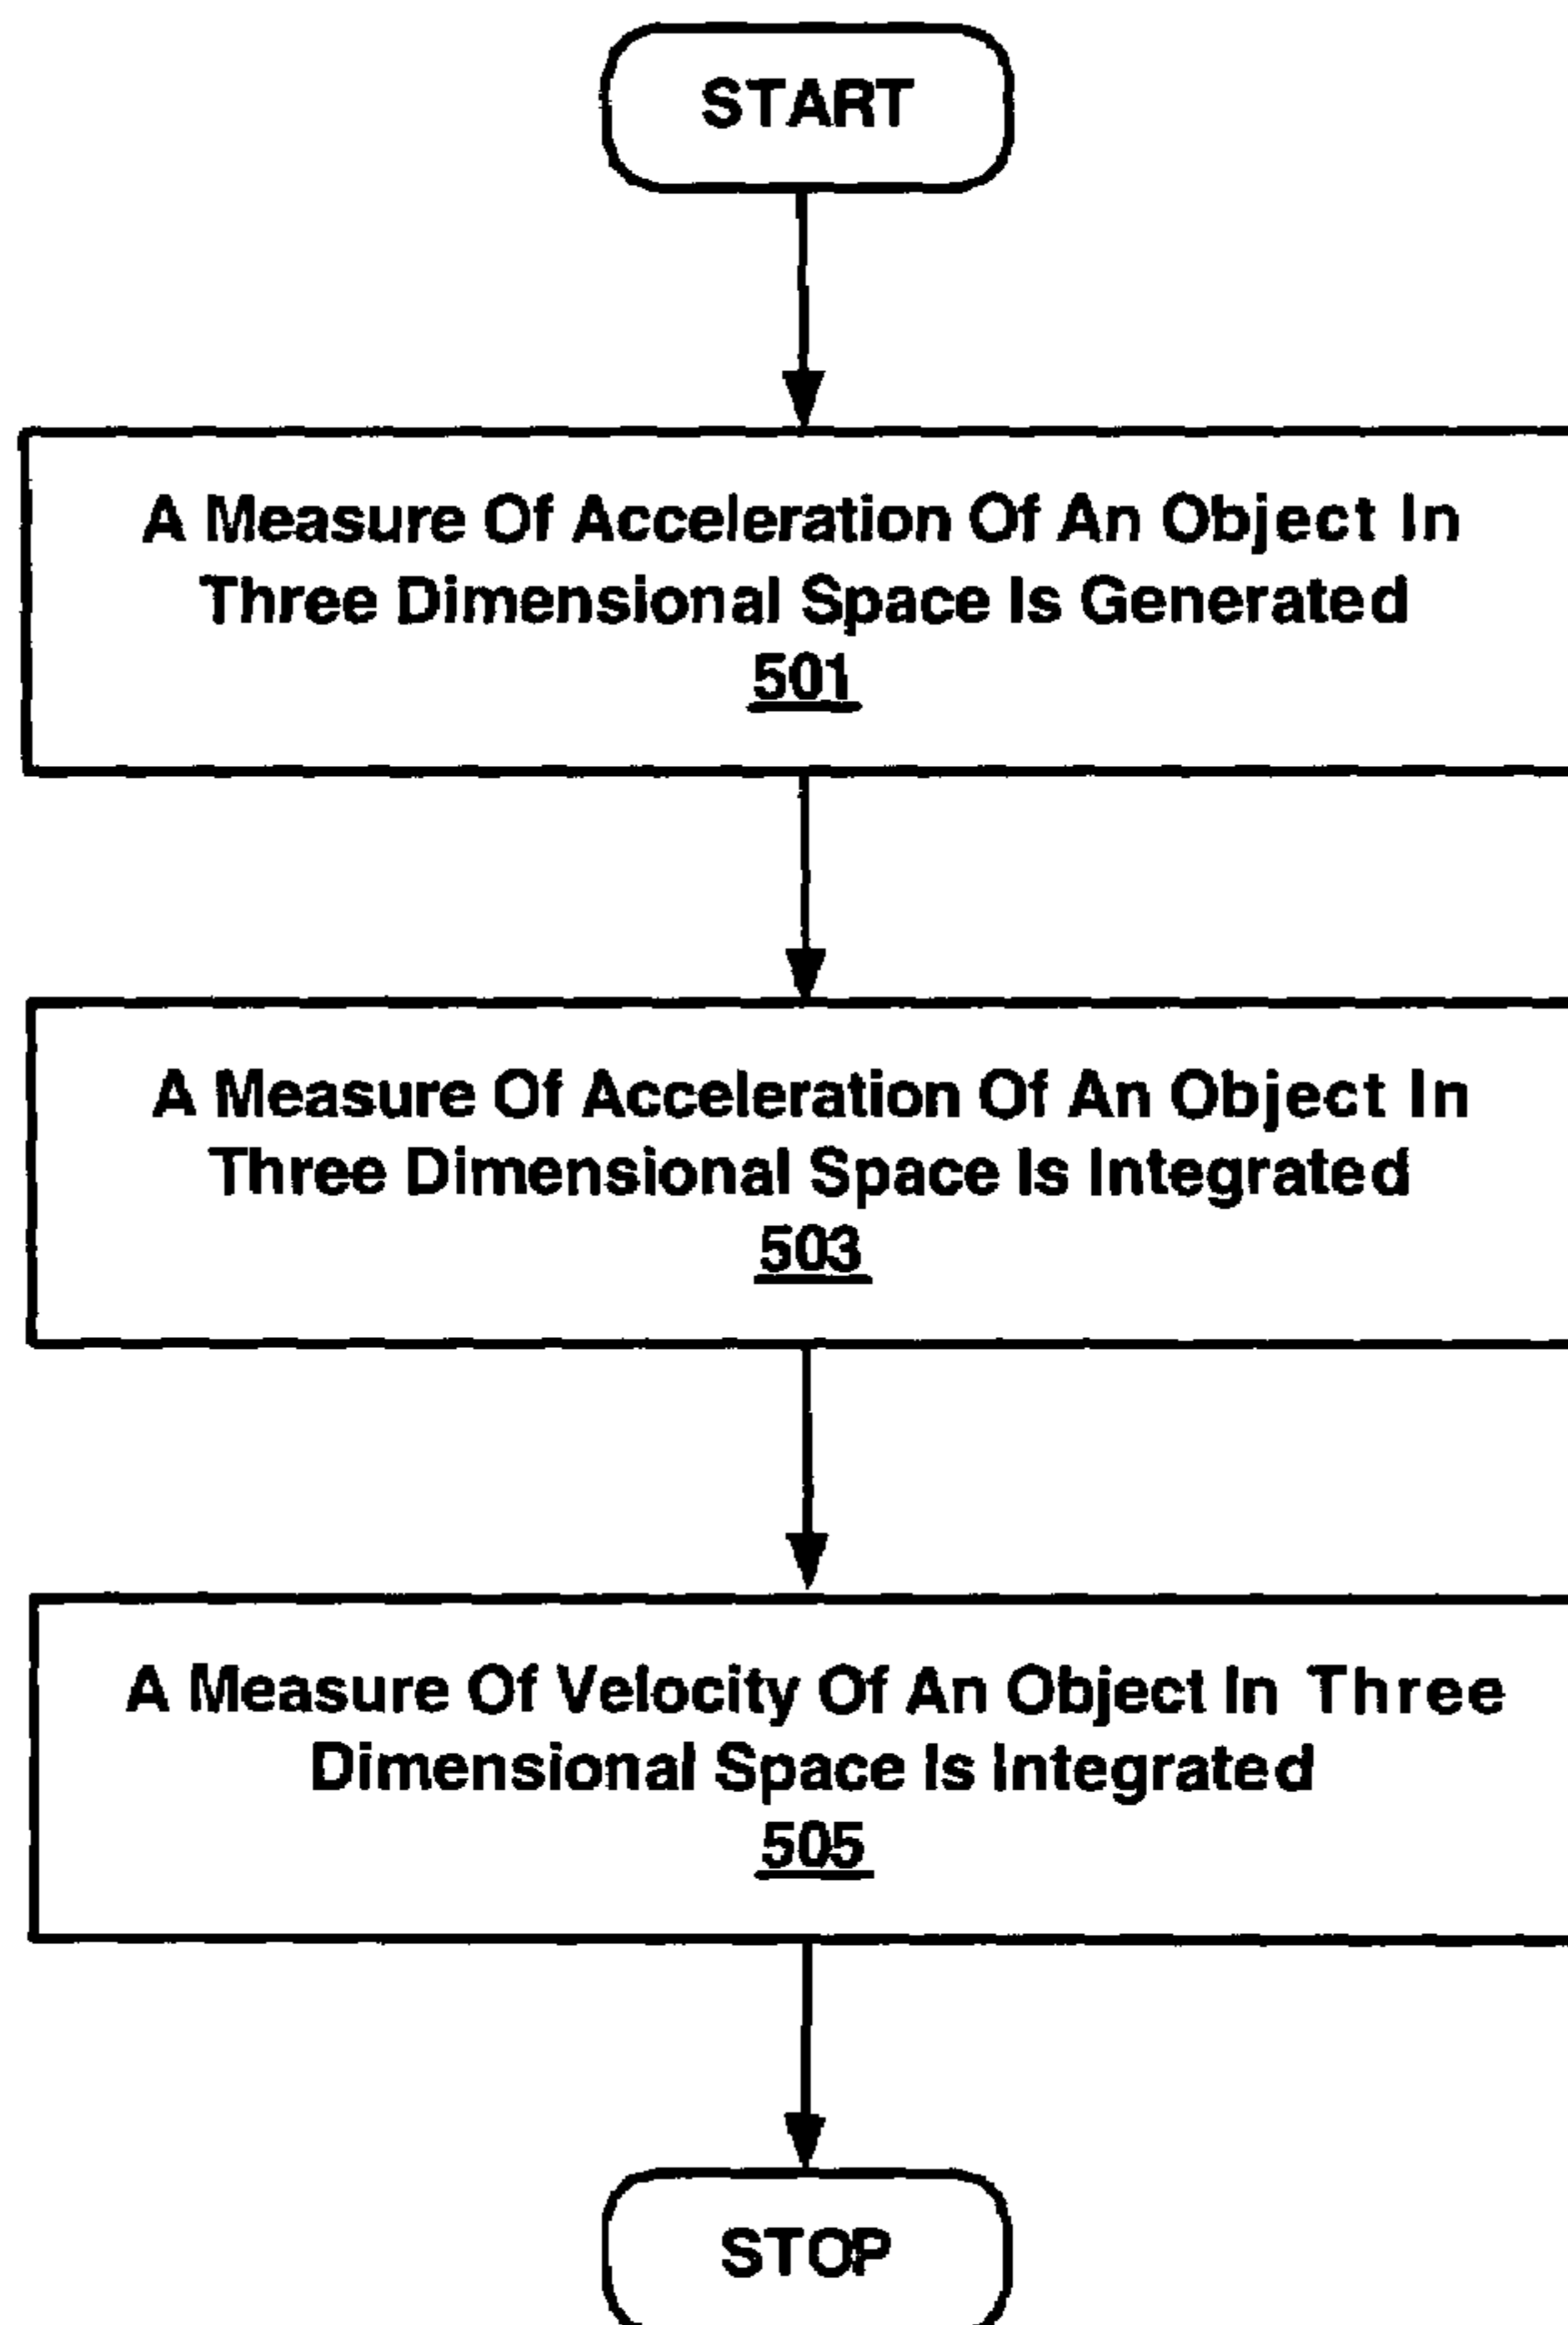 START
A Measure Of Acceleration Of An Object In
Three Dimensional Space Is Generated
501
A Measure Of Acceleration Of An Object In
Three Dimensional Space Is Integrated
503
A Measure Of Velocity Of An Object In Three
Dimensional Space Is Integrated
505
STOP